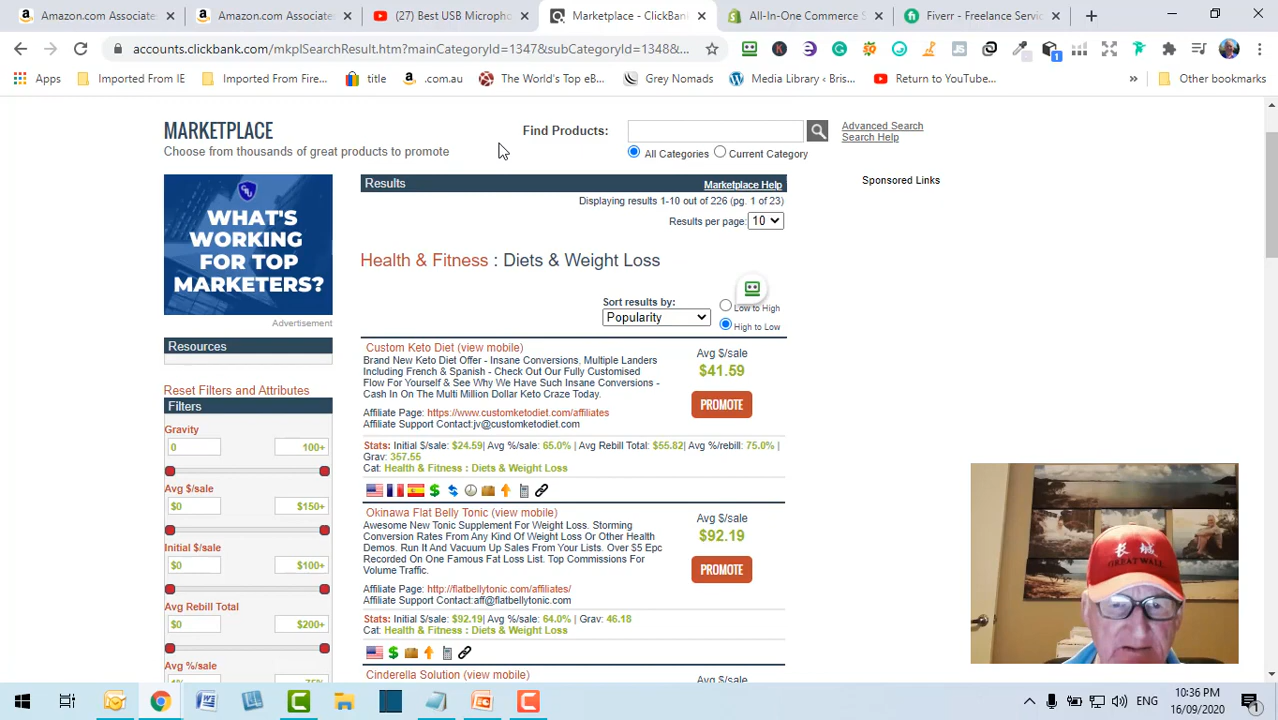 Amazon.com Associate
Amazon.com Associate
(27) Best USB Microph
Marketplace - ClickBan
All-In-One Commerce S
Fiverr - Freelance Servi
accounts.clickbank.com/mkplSearchResult.htm?mainCategoryId=1347&subCategoryId=1348&...
Apps
Imported From IE
Imported From Fire...
title
.com.au
The World's Top eB...
Grey Nomads
Media Library ‹ Bris...
Return to YouTube...
Other bookmarks
MARKETPLACE
Choose from thousands of great products to promote
Find Products:
Advanced Search
Search Help
All Categories
Current Category
WHAT'S
WORKING
FOR TOP
MARKETERS?
Advertisement
Results
Marketplace Help
Displaying results 1-10 out of 226 (pg. 1 of 23)
Results per page: 10
Sponsored Links
Health & Fitness : Diets & Weight Loss
Sort results by:
Popularity
Low to High
High to Low
Resources
Reset Filters and Attributes
Filters
Gravity
0 100+
Avg $/sale
$0 $150+
Initial $/sale
$0 $100+
Avg Rebill Total
$0 $200+
Avg %/sale
1% 75%
Custom Keto Diet (view mobile)
Brand New Keto Diet Offer - Insane Conversions. Multiple Landers
Including French & Spanish - Check Out Our Fully Customised
Flow For Yourself & See Why We Have Such Insane Conversions -
Cash In On The Multi Million Dollar Keto Craze Today.
Affiliate Page: https://www.customketodiet.com/affiliates
Affiliate Support Contact:jv@customketodiet.com
Avg $/sale
$41.59
PROMOTE
Stats: Initial $/sale: $24.59| Avg %/sale: 65.0% | Avg Rebill Total: $55.82| Avg %/rebill: 75.0% |
Grav: 357.55
Cat: Health & Fitness : Diets & Weight Loss
Okinawa Flat Belly Tonic (view mobile)
Awesome New Tonic Supplement For Weight Loss. Storming
Conversion Rates From Any Kind Of Weight Loss Or Other Health
Demos. Run It And Vacuum Up Sales From Your Lists. Over $5 Epc
Recorded On One Famous Fat Loss List. Top Commissions For
Volume Traffic.
Affiliate Page: http://flatbellytonic.com/affiliates/
Affiliate Support Contact:aff@flatbellytonic.com
Avg $/sale
$92.19
PROMOTE
Stats: Initial $/sale: $92.19| Avg %/sale: 64.0% | Grav: 46.18
Cat: Health & Fitness : Diets & Weight Loss
Cinderella Solution (view mobile)
Avg $/sale
長 城
GREAT WALL
ENG
10:36 PM
16/09/2020